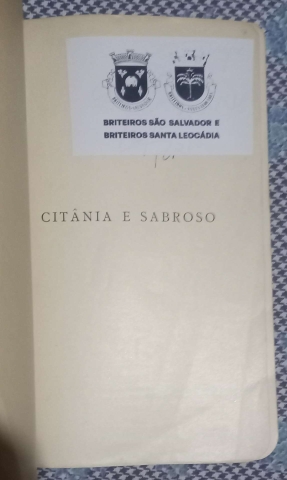 BRITEIROS SÃO SALVADOR E
BRITEIROS SANTA LEOCÁDIA
CITÂNIA E SABROSO